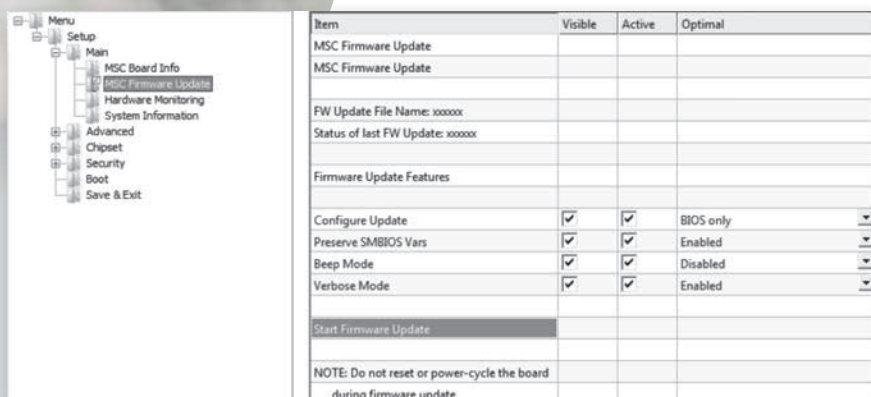 Menu
Setup
Main
MSC Board Info
MSC Firmware Update
Hardware Monitoring
System Information
Advanced
Chipset
Security
Boot
Save & Exit
Item Visible Active Optimal
MSC Firmware Update
MSC Firmware Update
FW Update File Name: xxxxxx
Status of last FW Update: xxxxxx
Firmware Update Features
Configure Update BIOS only
Preserve SMBIOS Vars Enabled
Beep Mode Disabled
Verbose Mode Enabled
Start Firmware Update
NOTE: Do not reset or power-cycle the board
during firmware update